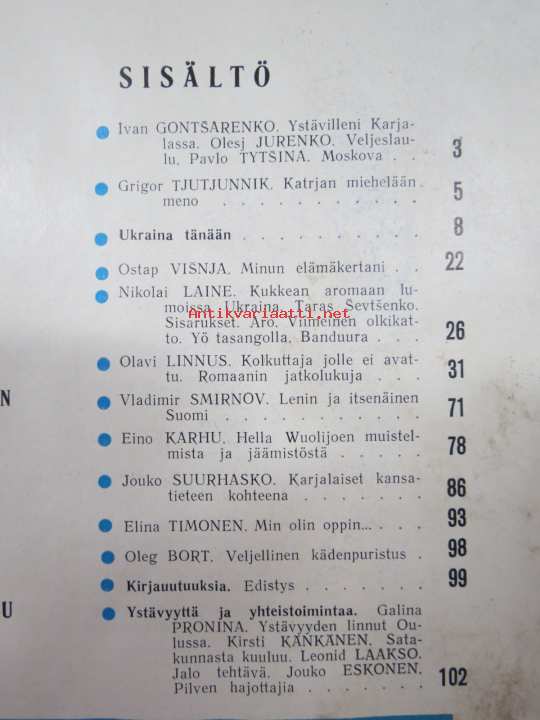 SISÄLTÖ
Ivan GONTŠARENKO. Ystävilleni Karja-
lassa. Olesj JURENKO. Veljeslau-
lu. Pavlo TYTSINA. Moskova . . 3
Grigor TJUTJUNNIK. Katrjan miehelään
meno . . . . . . . . . . 5
Ukraina tänään . . . . . . . . . 8
Ostap VIŠNJA. Minun elämäkertani . . 22
Nikolai LAINE. Kukkean aromaan lu-
moissa. Ukraina. Taras Ševtšenko.
Antikvariaatti.net
Sisarukset. Aro. Viimeinen olkikat-
to. Yö tasangolla. Banduura . . 26
Olavi LINNUS. Kolkuttaja jolle ei avat-
tu. Romaanin jatkolukuja . . . 31
N
Vladimir SMIRNOV. Lenin ja itsenäinen
Suomi . . . . . . . . . 71
Eino KARHU. Hella Wuolijoen muistel-
mista ja jäämistöstä . . . . . 78
Jouko SUURHASKO. Karjalaiset kansa-
tieteen kohteena . . . . . . . 86
Elina TIMONEN. Min olin oppin... . . . 93
Oleg BORT. Veljellinen kädenpuristus . 98
Kirjauutuuksia. Edistys . . . . . . 99
U
Ystävyyttä ja yhteistoimintaa. Galina
PRONINA. Ystävyyden linnut Ou-
lussa. Kirsti KÄNKÄNEN. Sata-
kunnasta kuuluu. Leonid LAAKSO.
Jalo tehtävä. Jouko ESKONEN.
Pilven hajottajia . . . . . . . 102